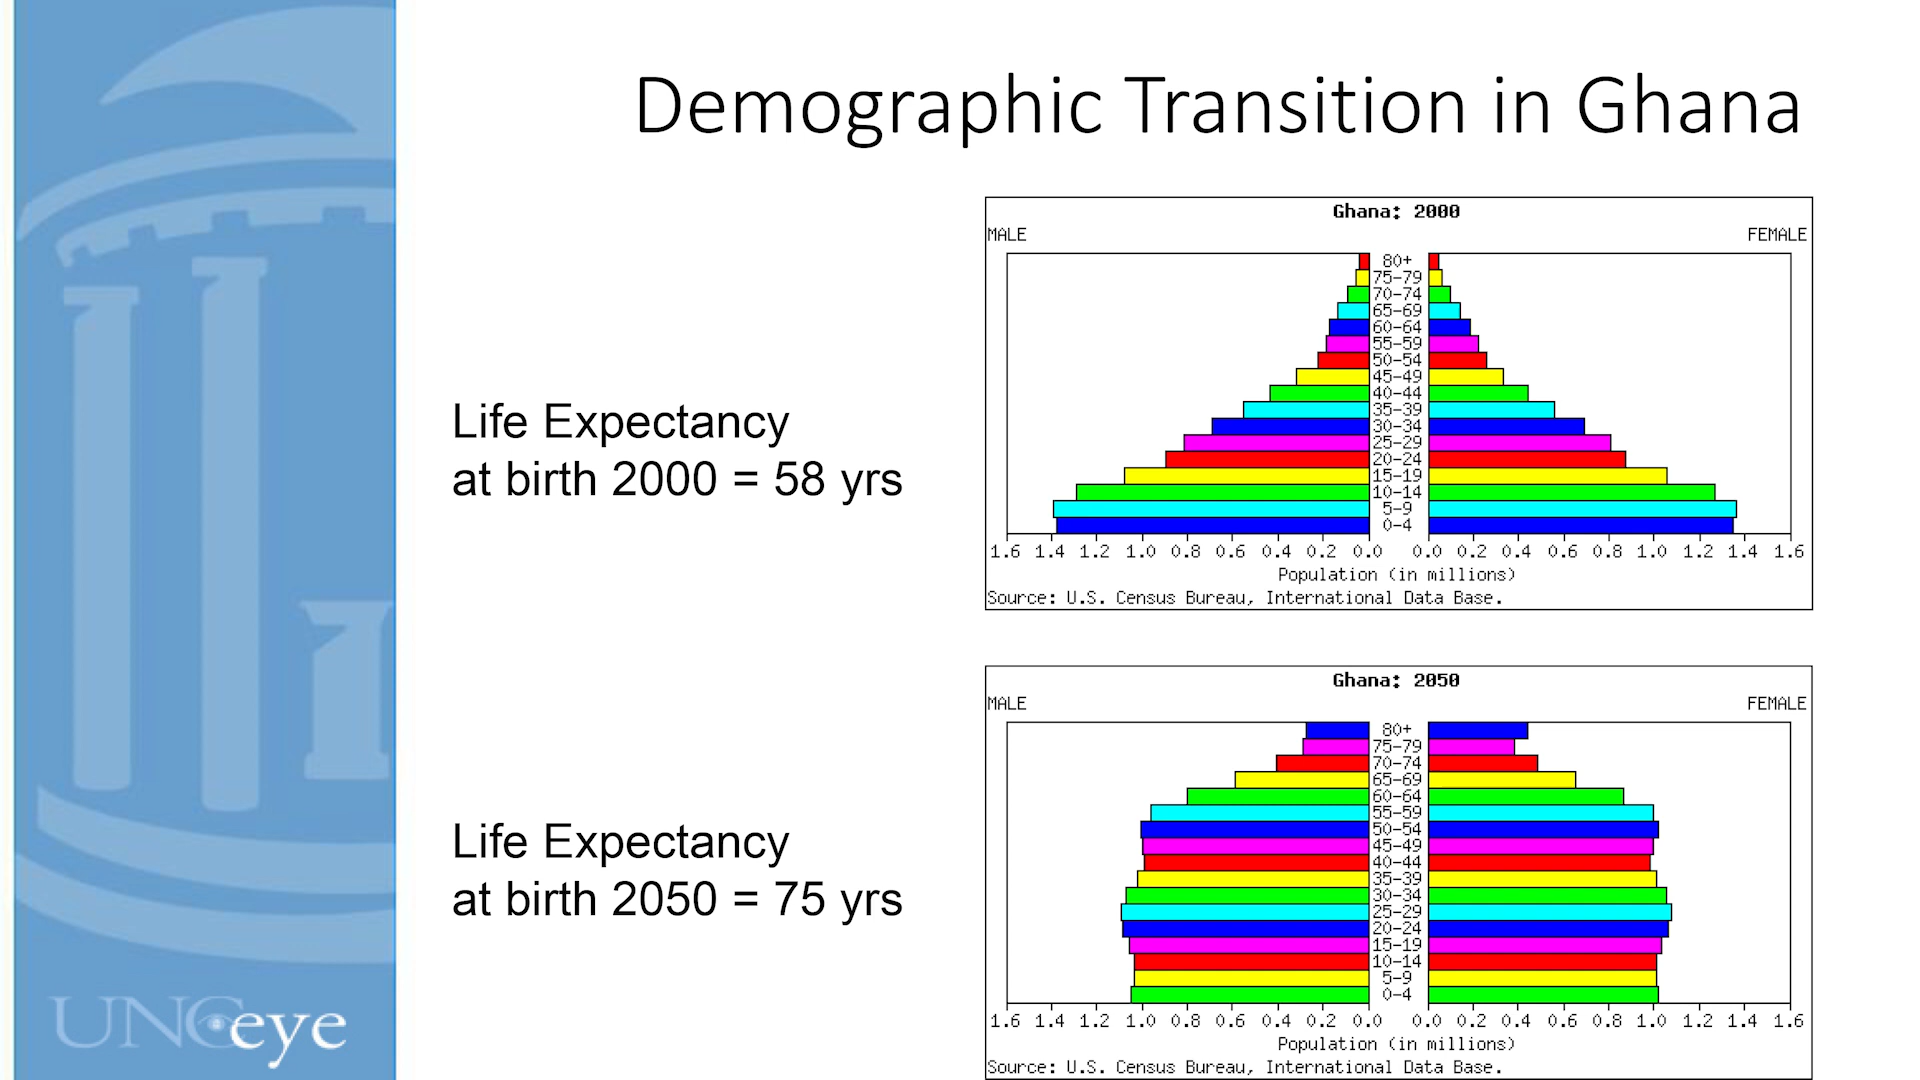 Demographic Transition in Ghana
Life Expectancy
at birth 2000 = 58 yrs
Ghana: 2000
MALE
FEMALE
80+
75-79
70-74
65-69
60-64
55-59
50-54
45-49
40-44
35-39
30-34
25-29
20-24
15-19
10-14
5-9
0-4
1.6 1.4 1.2 1.0 0.8 0.6 0.4 0.2 0.0 0.0 0.2 0.4 0.6 0.8 1.0 1.2 1.4 1.6
Population (in millions)
Source: U.S. Census Bureau, International Data Base.
Life Expectancy
at birth 2050 = 75 yrs
Ghana: 2050
MALE
FEMALE
80+
75-79
70-74
65-69
60-64
55-59
50-54
45-49
40-44
35-39
30-34
25-29
20-24
15-19
10-14
5-9
0-4
1.6 1.4 1.2 1.0 0.8 0.6 0.4 0.2 0.0 0.0 0.2 0.4 0.6 0.8 1.0 1.2 1.4 1.6
Population (in millions)
Source: U.S. Census Bureau, International Data Base.
UNC eye